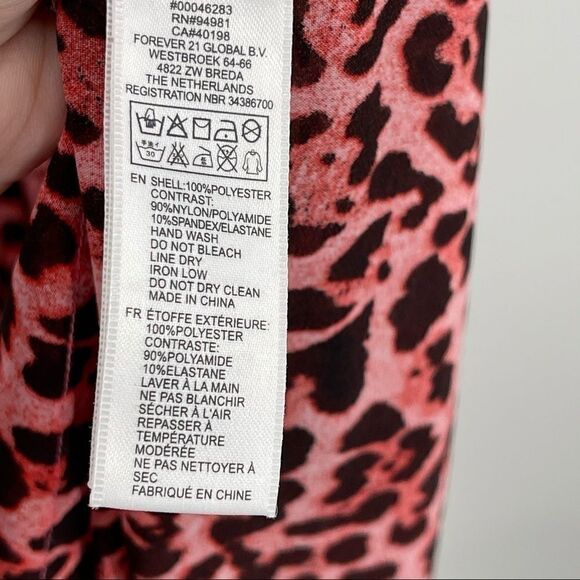 #00046283
RN#94981
CA#40198
FOREVER 21 GLOBAL B.V.
WESTBROEK 64-66
4822 ZW BREDA
THE NETHERLANDS
REGISTRATION NBR 34386700
30
EN SHELL:100%POLYESTER
CONTRAST:
90%NYLON/POLYAMIDE
10%SPANDEX/ELASTANE
HAND WASH
DO NOT BLEACH
LINE DRY
IRON LOW
DO NOT DRY CLEAN
MADE IN CHINA
FR ÉTOFFE EXTÉRIEURE:
100%POLYESTER
CONTRASTE:
90%POLYAMIDE
10%ELASTANE
LAVER À LA MAIN
NE PAS BLANCHIR
SÉCHER À L'AIR
REPASSER À
TEMPÉRATURE
MODÉRÉE
NE PAS NETTOYER À
SEC
FABRIQUÉ EN CHINE